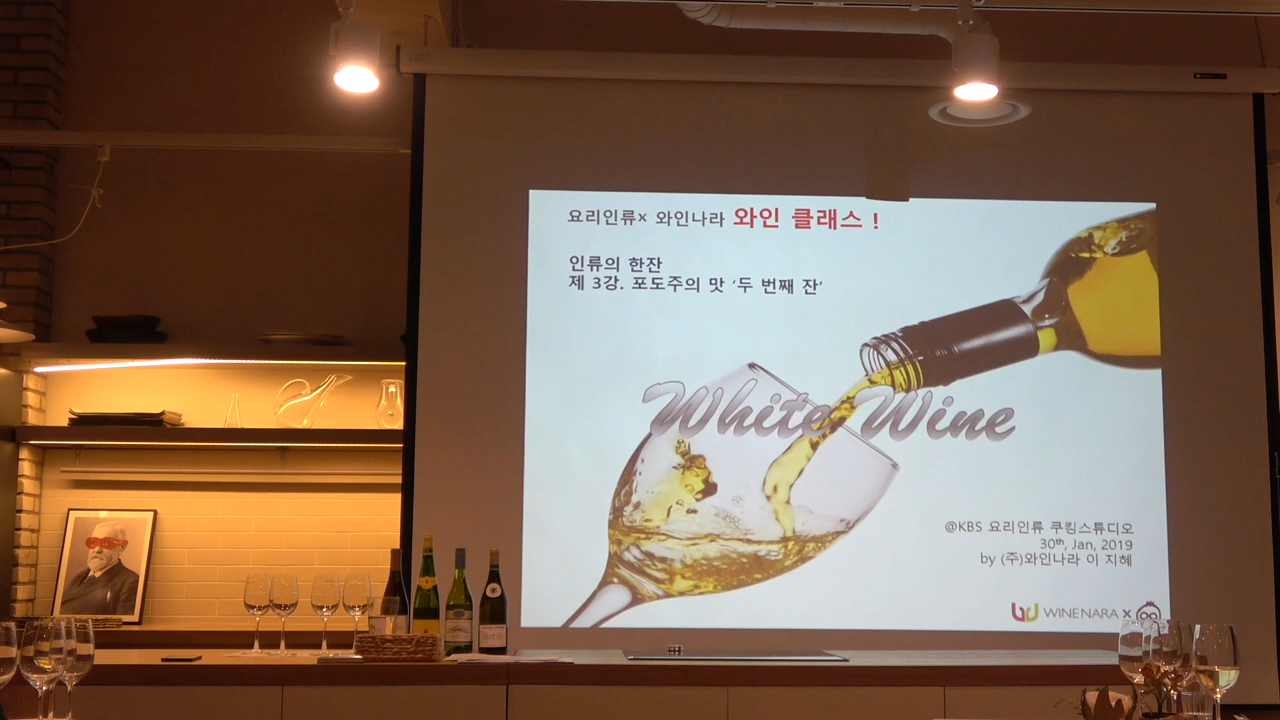 요리인류× 와인나라 와인 클래스 !
인류의 한잔
제 3강. 포도주의 맛 ‘두 번째 잔’
White Wine
@KBS 요리인류 쿠킹스튜디오
30th, Jan, 2019
by (주)와인나라 이 지혜
WINENARA X